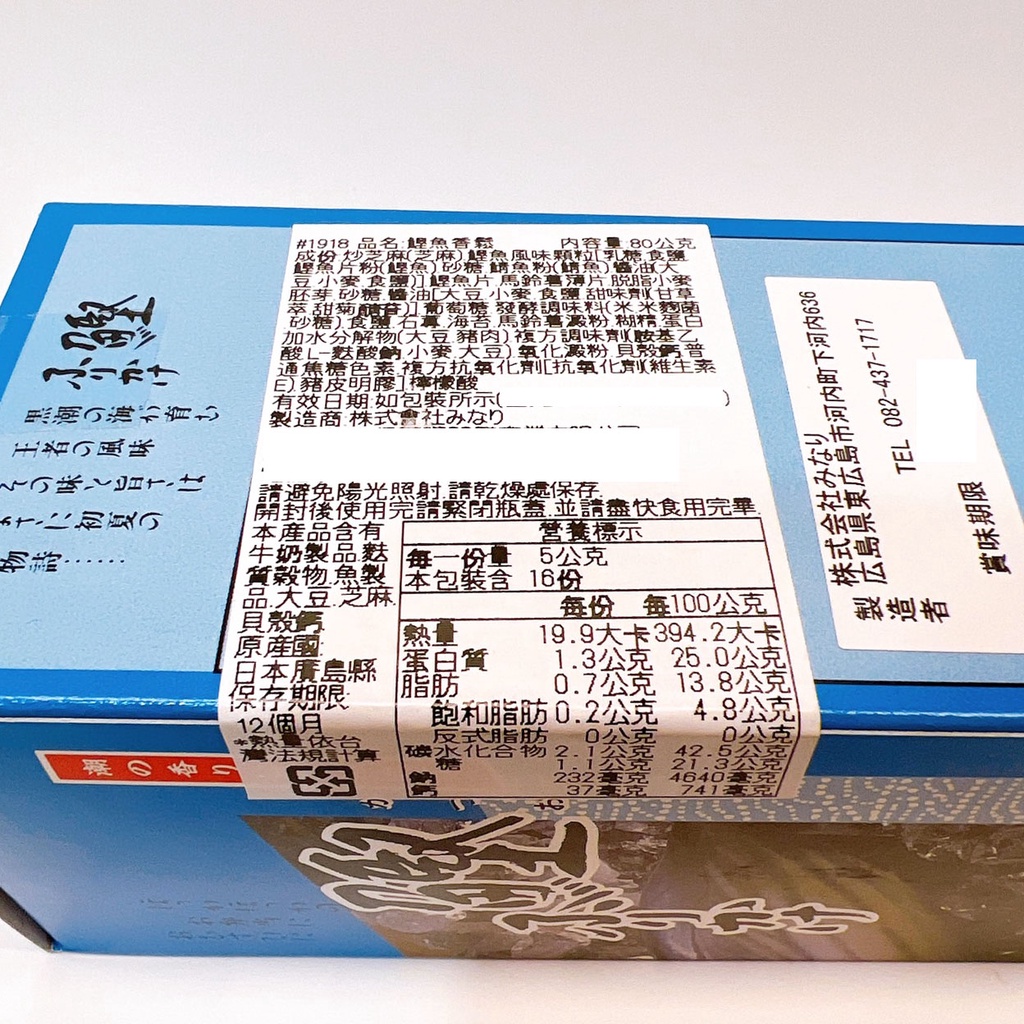 #1918 品名:鰹魚香鬆 內容量:80公克
成份:炒芝麻(芝麻).鰹魚風味顆粒[乳糖.食鹽.
鰹魚片粉(鰹魚).砂糖.鯖魚粉(鯖魚).醬油(大
豆.小麥.食鹽)].鰹魚片.馬鈴薯薄片.脱脂小麥
胚芽.砂糖.醬油[大豆.小麥.食鹽.甜味劑(甘草
萃.甜菊醣苷)].葡萄糖.發酵調味料(米.米麴菌.
砂糖).食鹽.石蓴.海苔.馬鈴薯澱粉.糊精.蛋白
加水分解物(大豆.豬肉).複方調味劑(胺基乙
酸.L-麩酸鈉.小麥.大豆).氧化澱粉.貝殼鈣.普
通焦糖色素.複方抗氧化劑[抗氧化劑(維生素
E).豬皮明膠].檸檬酸
有效日期:如包裝所示( )
製造商:株式會社みなり
請避免陽光照射.請乾燥處保存
開封後使用完請緊閉瓶蓋.並請盡快食用完畢
本產品含有
牛奶製品.麩
質穀物.魚製
品.大豆.芝麻.
貝殼鈣
原產國:
日本廣島縣
保存期限:
12個月
*熱量依台
灣法規計算
營養標示
每一份量 5公克
本包裝含 16份
每份 每100公克
熱量 19.9大卡 394.2大卡
蛋白質 1.3公克 25.0公克
脂肪 0.7公克 13.8公克
飽和脂肪 0.2公克 4.8公克
反式脂肪 0公克 0公克
碳水化合物 2.1公克 42.5公克
糖 1.1公克 21.3公克
鈉 232毫克 4640毫克
鈣 37毫克 741毫克
鰹
ふりかけ
黒潮の海が育む
王者の風味
その味と旨では
まさに初夏の
物詩……
製造者
株式会社みなり
広島県東広島市河内町下河内636
TEL 082-437-1717
賞味期限
潮の香り
鰹
ふりかけ